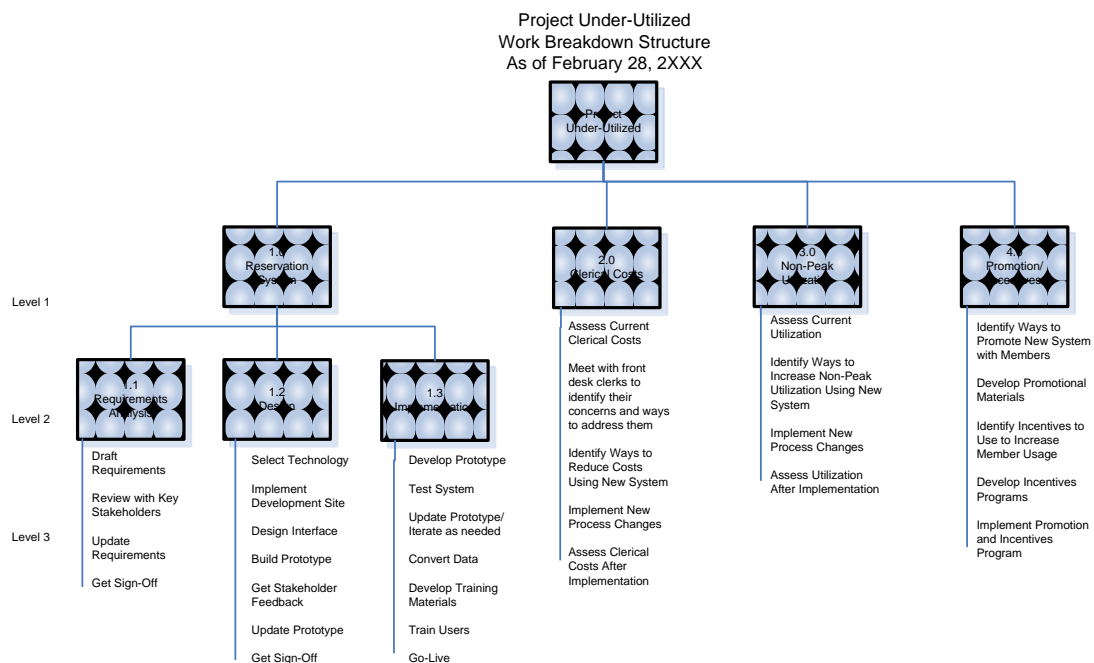 Project Under-Utilized
Work Breakdown Structure
As of February 28, 2XXX
Project
Under-Utilized
1.0
Reservation
System
2.0
Clerical Costs
3.0
Non-Peak
Utilization
4.0
Promotion/
Incentives
Level 1
Assess Current
Clerical Costs
Meet with front
desk clerks to
identify their
concerns and ways
to address them
Identify Ways to
Reduce Costs
Using New System
Implement New
Process Changes
Assess Clerical
Costs After
Implementation
Assess Current
Utilization
Identify Ways to
Increase Non-Peak
Utilization Using New
System
Implement New
Process Changes
Assess Utilization
After Implementation
Identify Ways to
Promote New System
with Members
Develop Promotional
Materials
Identify Incentives to
Use to Increase
Member Usage
Develop Incentives
Programs
Implement Promotion
and Incentives
Program
Level 2
1.1
Requirements
Analysis
1.2
Design
1.3
Implementation
Level 3
Draft
Requirements
Review with Key
Stakeholders
Update
Requirements
Get Sign-Off
Select Technology
Implement
Development Site
Design Interface
Build Prototype
Get Stakeholder
Feedback
Update Prototype
Get Sign-Off
Develop Prototype
Test System
Update Prototype/
Iterate as needed
Convert Data
Develop Training
Materials
Train Users
Go-Live